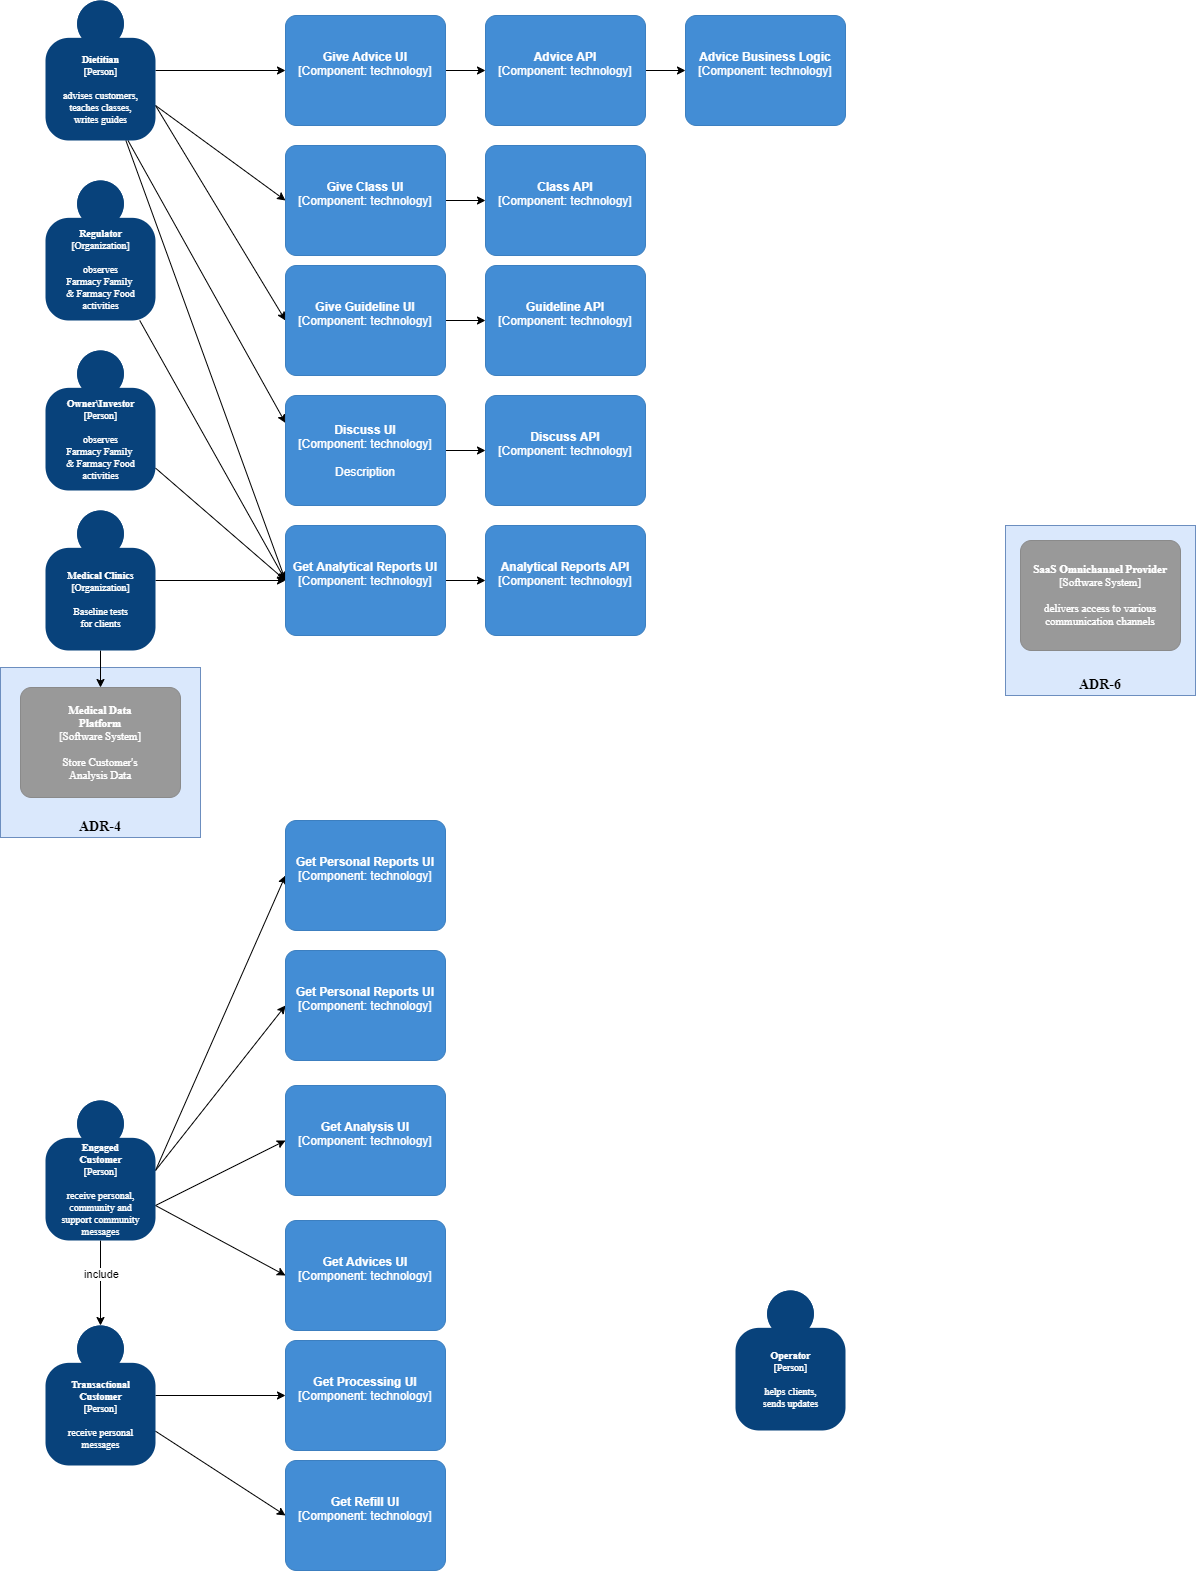 Dietitian
[Person]
advises customers,
teaches classes,
writes guides
Give Advice UI
[Component: technology]
Advice API
[Component: technology]
Advice Business Logic
[Component: technology]
Give Class UI
[Component: technology]
Class API
[Component: technology]
Regulator
[Organization]
observes
Farmacy Family
& Farmacy Food
activities
Give Guideline UI
[Component: technology]
Guideline API
[Component: technology]
Owner\Investor
[Person]
observes
Farmacy Family
& Farmacy Food
activities
Discuss UI
[Component: technology]
Description
Discuss API
[Component: technology]
Medical Clinics
[Organization]
Baseline tests
for clients
Get Analytical Reports UI
[Component: technology]
Analytical Reports API
[Component: technology]
SaaS Omnichannel Provider
[Software System]
delivers access to various
communication channels
ADR-6
Medical Data
Platform
[Software System]
Store Customer's
Analysis Data
ADR-4
Get Personal Reports UI
[Component: technology]
Get Personal Reports UI
[Component: technology]
Get Analysis UI
[Component: technology]
Engaged
Customer
[Person]
receive personal,
community and
support community
messages
Get Advices UI
[Component: technology]
include
Transactional
Customer
[Person]
receive personal
messages
Get Processing UI
[Component: technology]
Operator
[Person]
helps clients,
sends updates
Get Refill UI
[Component: technology]